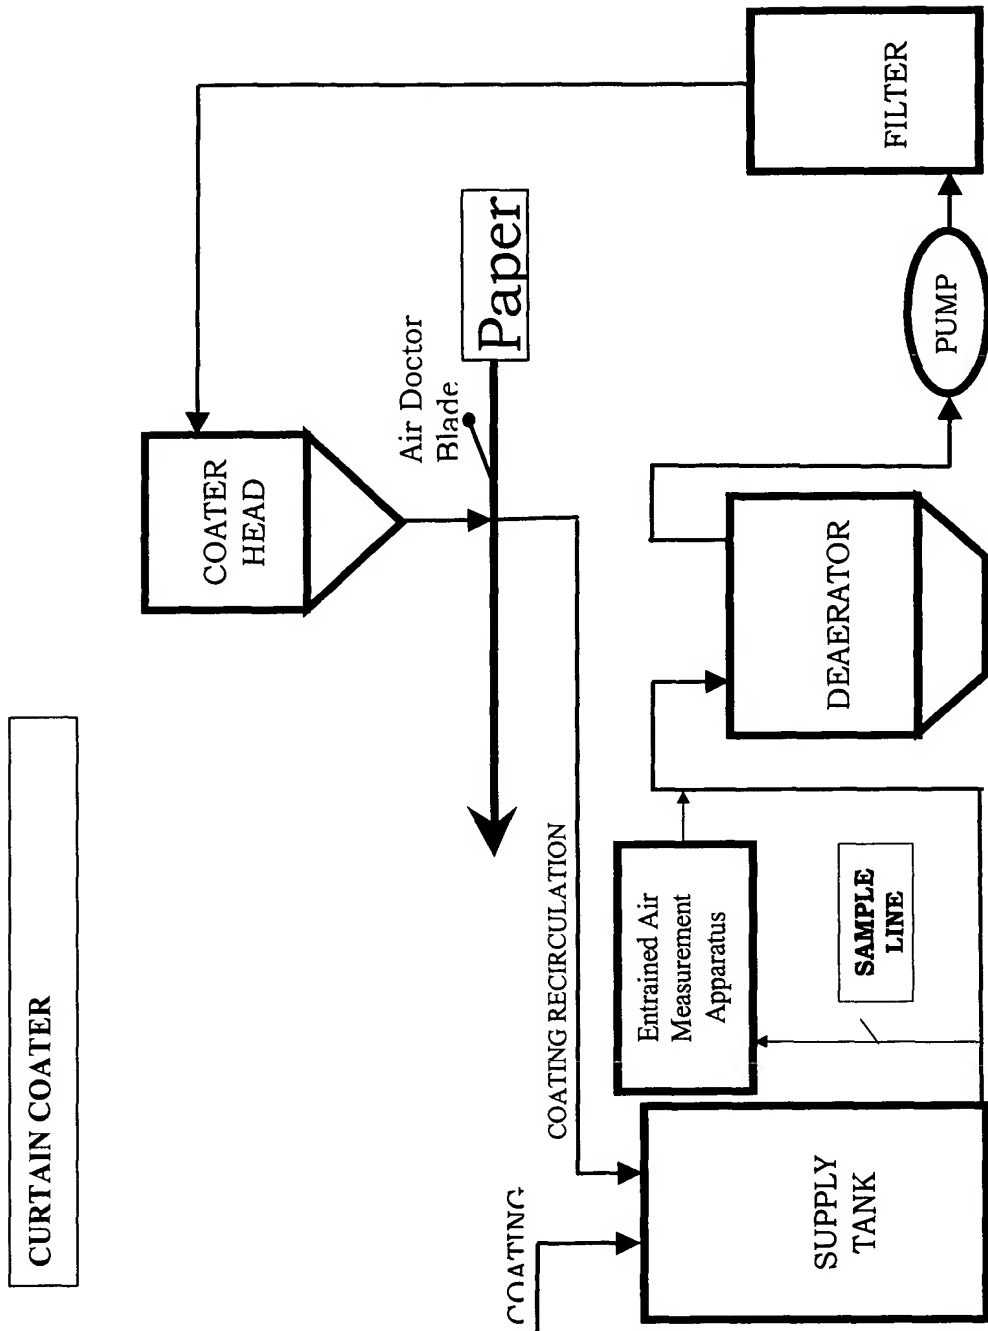 CURTAIN COATER
COATER
HEAD
Air Doctor
Blade
Paper
FILTER
PUMP
DEAERATOR
COATING RECIRCULATION
Entrained Air
Measurement
Apparatus
SAMPLE
LINE
COATING
SUPPLY
TANK